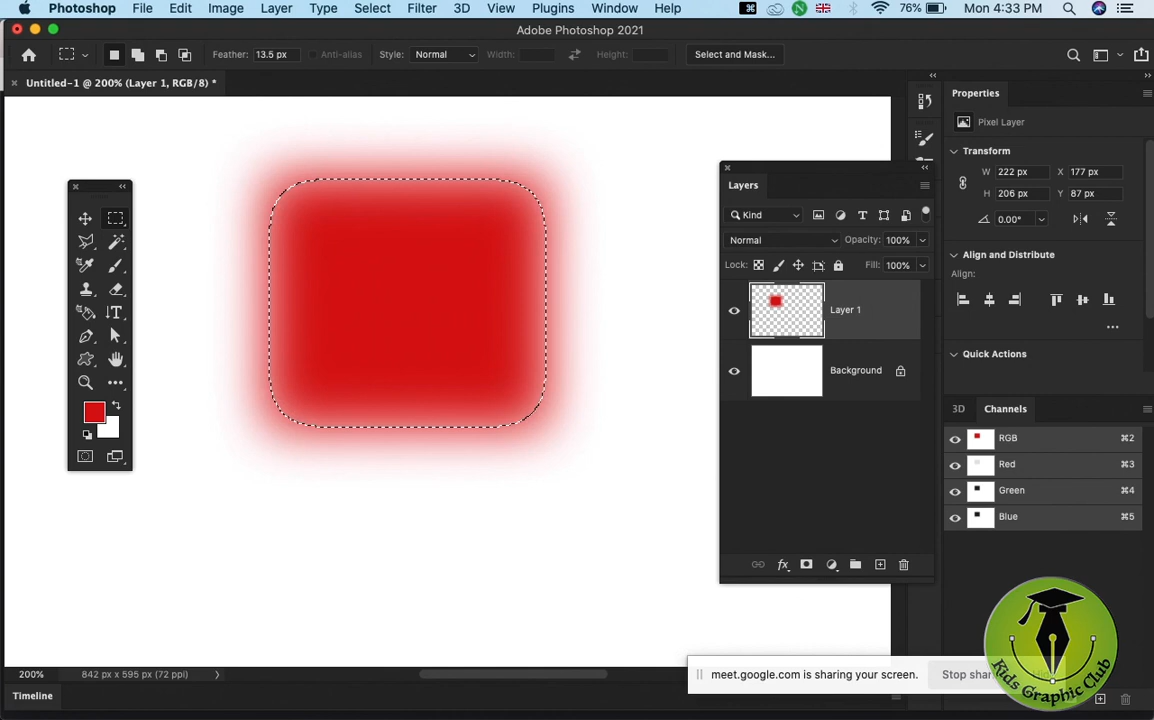 Photoshop File Edit Image Layer Type Select Filter 3D View Plugins Window Help 76% Mon 4:33 PM
Adobe Photoshop 2021
Feather: 13.5 px Anti-alias Style: Normal Width: Height: Select and Mask...
Untitled-1 @ 200% (Layer 1, RGB/8) *
Properties
Pixel Layer
Transform
W 222 px X 177 px
H 206 px Y 87 px
0.00°
Align and Distribute
Align:
Quick Actions
Layers
Kind
Normal Opacity: 100%
Lock: Fill: 100%
Layer 1
Background
3D Channels
RGB ⌘2
Red ⌘3
Green ⌘4
Blue ⌘5
200% 842 px x 595 px (72 ppi)
meet.google.com is sharing your screen. Stop shar
Timeline
Kids Graphic Club